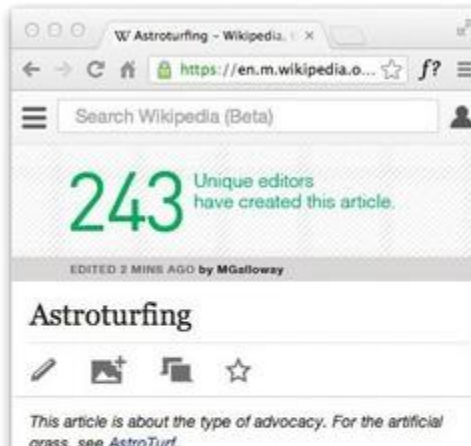 W Astroturfing – Wikipedia, ×
https://en.m.wikipedia.o... f?
Search Wikipedia (Beta)
243 Unique editors
have created this article.
EDITED 2 MINS AGO by MGalloway
Astroturfing
This article is about the type of advocacy. For the artificial
grass, see AstroTurf.